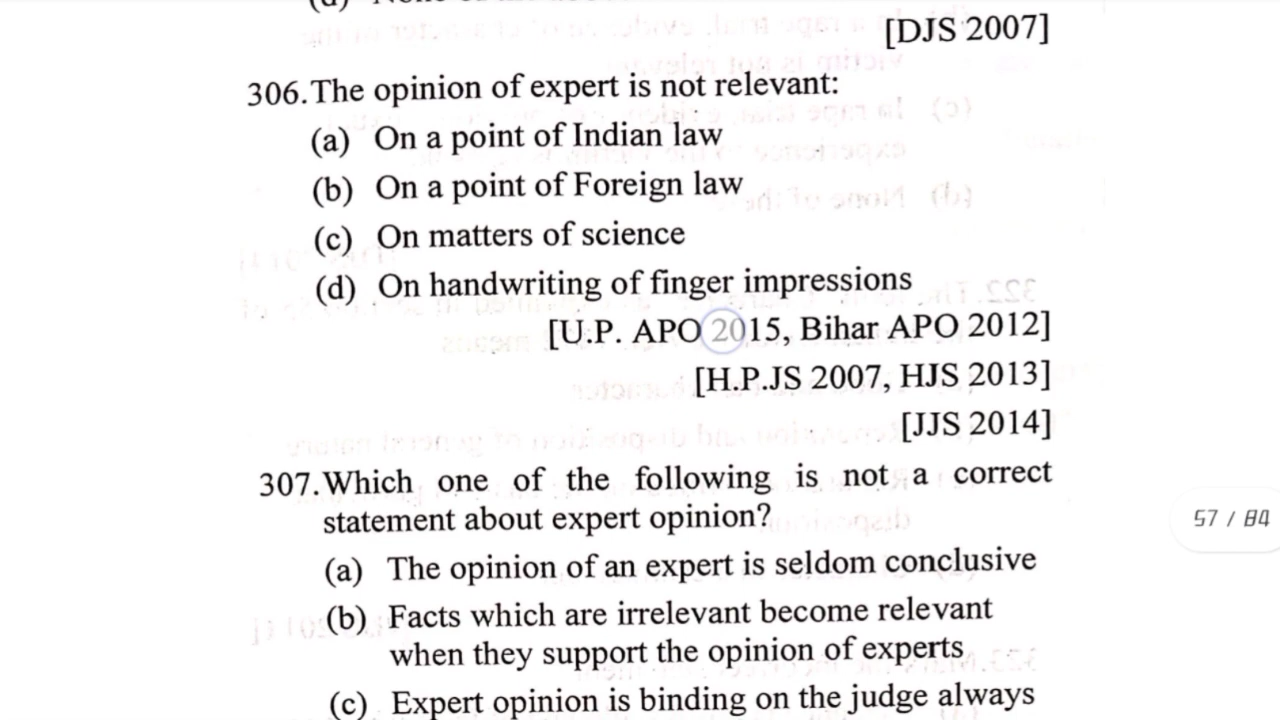 [DJS 2007]
306. The opinion of expert is not relevant:
(a) On a point of Indian law
(b) On a point of Foreign law
(c) On matters of science
(d) On handwriting of finger impressions
[U.P. APO 2015, Bihar APO 2012]
[H.P.JS 2007, HJS 2013]
[JJS 2014]
307. Which one of the following is not a correct
statement about expert opinion?
(a) The opinion of an expert is seldom conclusive
(b) Facts which are irrelevant become relevant
when they support the opinion of experts
(c) Expert opinion is binding on the judge always
57 / 84